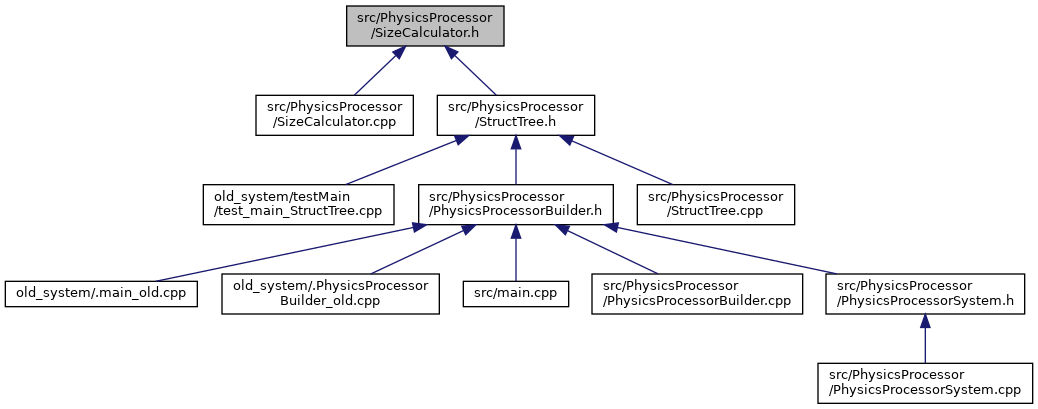 src/PhysicsProcessor
/SizeCalculator.h
src/PhysicsProcessor
/SizeCalculator.cpp
src/PhysicsProcessor
/StructTree.h
old_system/testMain
/test_main_StructTree.cpp
src/PhysicsProcessor
/PhysicsProcessorBuilder.h
src/PhysicsProcessor
/StructTree.cpp
old_system/.main_old.cpp
old_system/.PhysicsProcessor
Builder_old.cpp
src/main.cpp
src/PhysicsProcessor
/PhysicsProcessorBuilder.cpp
src/PhysicsProcessor
/PhysicsProcessorSystem.h
src/PhysicsProcessor
/PhysicsProcessorSystem.cpp